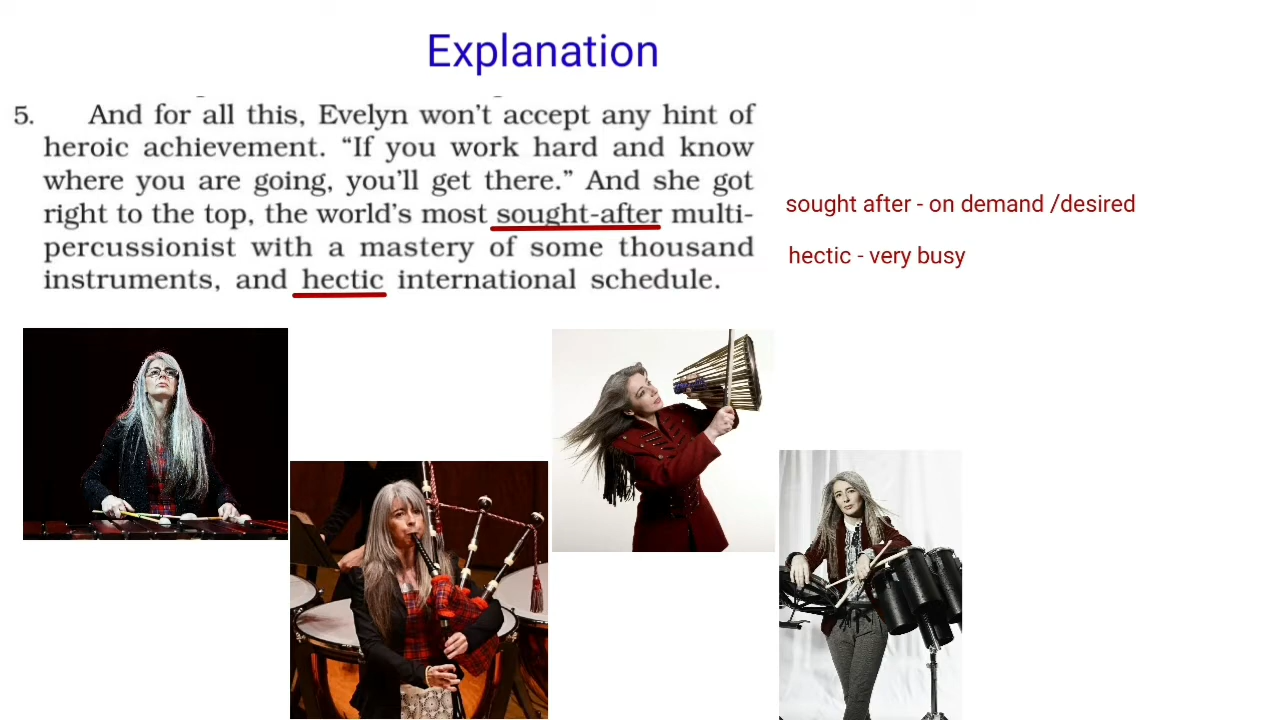 Explanation
5. And for all this, Evelyn won't accept any hint of
heroic achievement. “If you work hard and know
where you are going, you'll get there.” And she got
right to the top, the world's most sought-after multi-
percussionist with a mastery of some thousand
instruments, and hectic international schedule.
sought after - on demand /desired
hectic - very busy